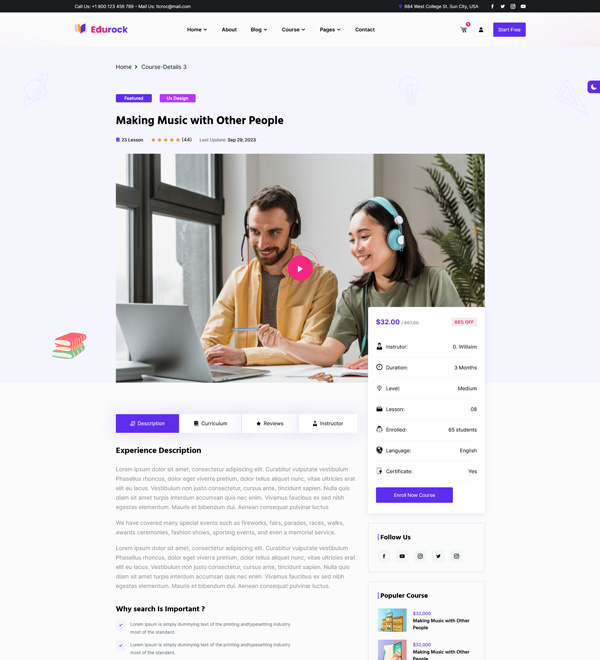 Call Us: +1 800 123 456 789 - Mail Us: Itcroc@mail.com
684 West College St. Sun City, USA
Edurock
Home
About
Blog
Course
Pages
Contact
Start Free
Home > Course-Details 3
Featured
Ux Design
Making Music with Other People
23 Lesson
(44)
Last Update: Sep 29, 2023
$32.00
68% OFF
Instrutor: D. Willaim
Duration: 3 Months
Level: Medium
Lesson: 08
Enrolled: 65 students
Language: English
Certificate: Yes
Enroll Now Course
Description
Curriculum
Reviews
Instructor
Experience Description
Lorem ipsum dolor sit amet, consectetur adipiscing elit. Curabitur vulputate vestibulum
Phasellus rhoncus, dolor eget viverra pretium, dolor tellus aliquet nunc, vitae ultricies erat
elit eu lacus. Vestibulum non justo consectetur, cursus ante, tincidunt sapien. Nulla quis
diam sit amet turpis interdum accumsan quis nec enim. Vivamus faucibus ex sed nibh
egestas elementum. Mauris et bibendum dui. Aenean consequat pulvinar luctus
We have covered many special events such as fireworks, fairs, parades, races, walks,
awards ceremonies, fashion shows, sporting events, and even a memorial service.
Lorem ipsum dolor sit amet, consectetur adipiscing elit. Curabitur vulputate vestibulum
Phasellus rhoncus, dolor eget viverra pretium, dolor tellus aliquet nunc, vitae ultricies erat
elit eu lacus. Vestibulum non justo consectetur, cursus ante, tincidunt sapien. Nulla quis
diam sit amet turpis interdum accumsan quis nec enim. Vivamus faucibus ex sed nibh
egestas elementum. Mauris et bibendum dui. Aenean consequat pulvinar luctus.
Why search Is Important ?
Lorem Ipsum is simply dummying text of the printing andtypesetting industry
most of the standard.
Lorem Ipsum is simply dummying text of the printing andtypesetting industry
most of the standard.
Follow Us
Populer Course
$32,000
Making Music with Other
People
$32,000
Making Music with Other
People